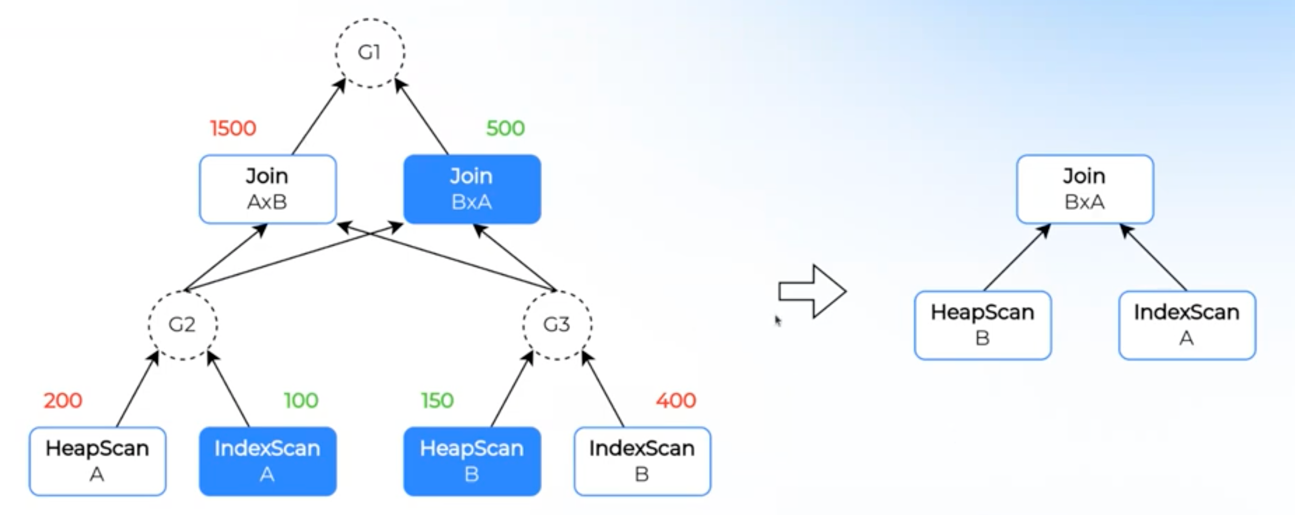 G1
1500
500
Join
AxB
Join
BxA
Join
BxA
G2
G3
HeapScan
B
IndexScan
A
200
100
150
400
HeapScan
A
IndexScan
A
HeapScan
B
IndexScan
B